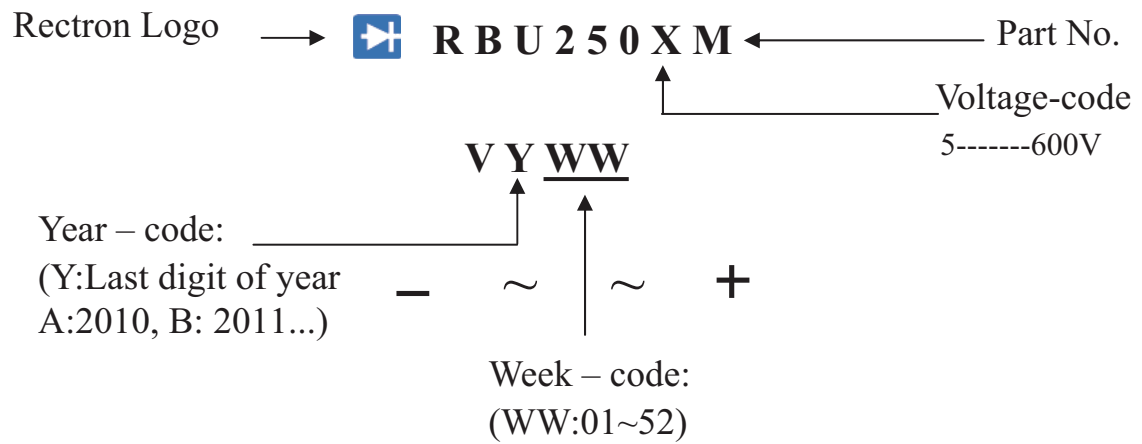 Rectron Logo
R B U 2 5 0 X M
Part No.
Voltage-code
5-------600V
V Y WW
Year – code:
(Y:Last digit of year
A:2010, B: 2011...)
– ~ ~ +
Week – code:
(WW:01~52)